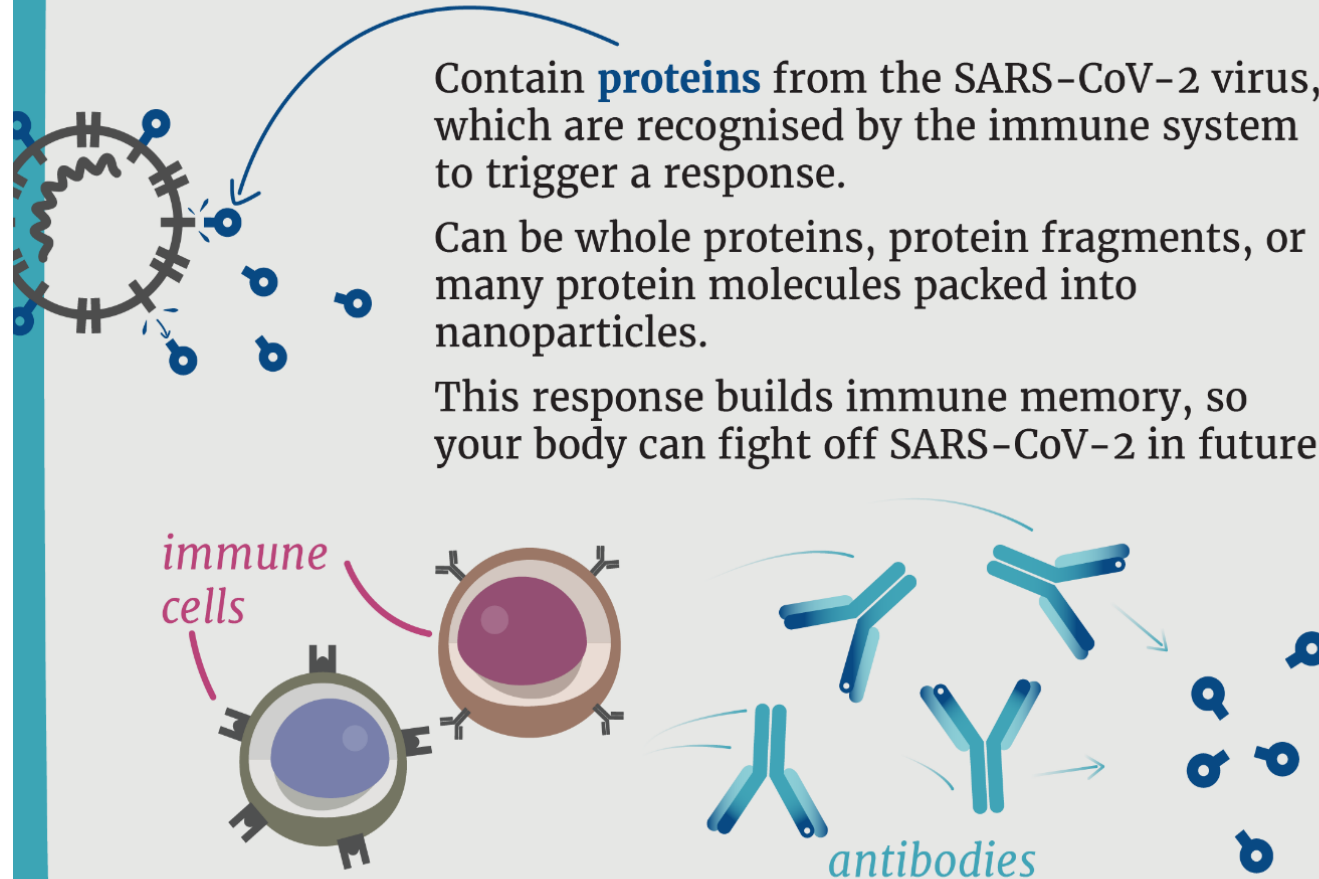 Contain proteins from the SARS-CoV-2 virus,
which are recognised by the immune system
to trigger a response.
Can be whole proteins, protein fragments, or
many protein molecules packed into
nanoparticles.
This response builds immune memory, so
your body can fight off SARS-CoV-2 in future
immune
cells
antibodies